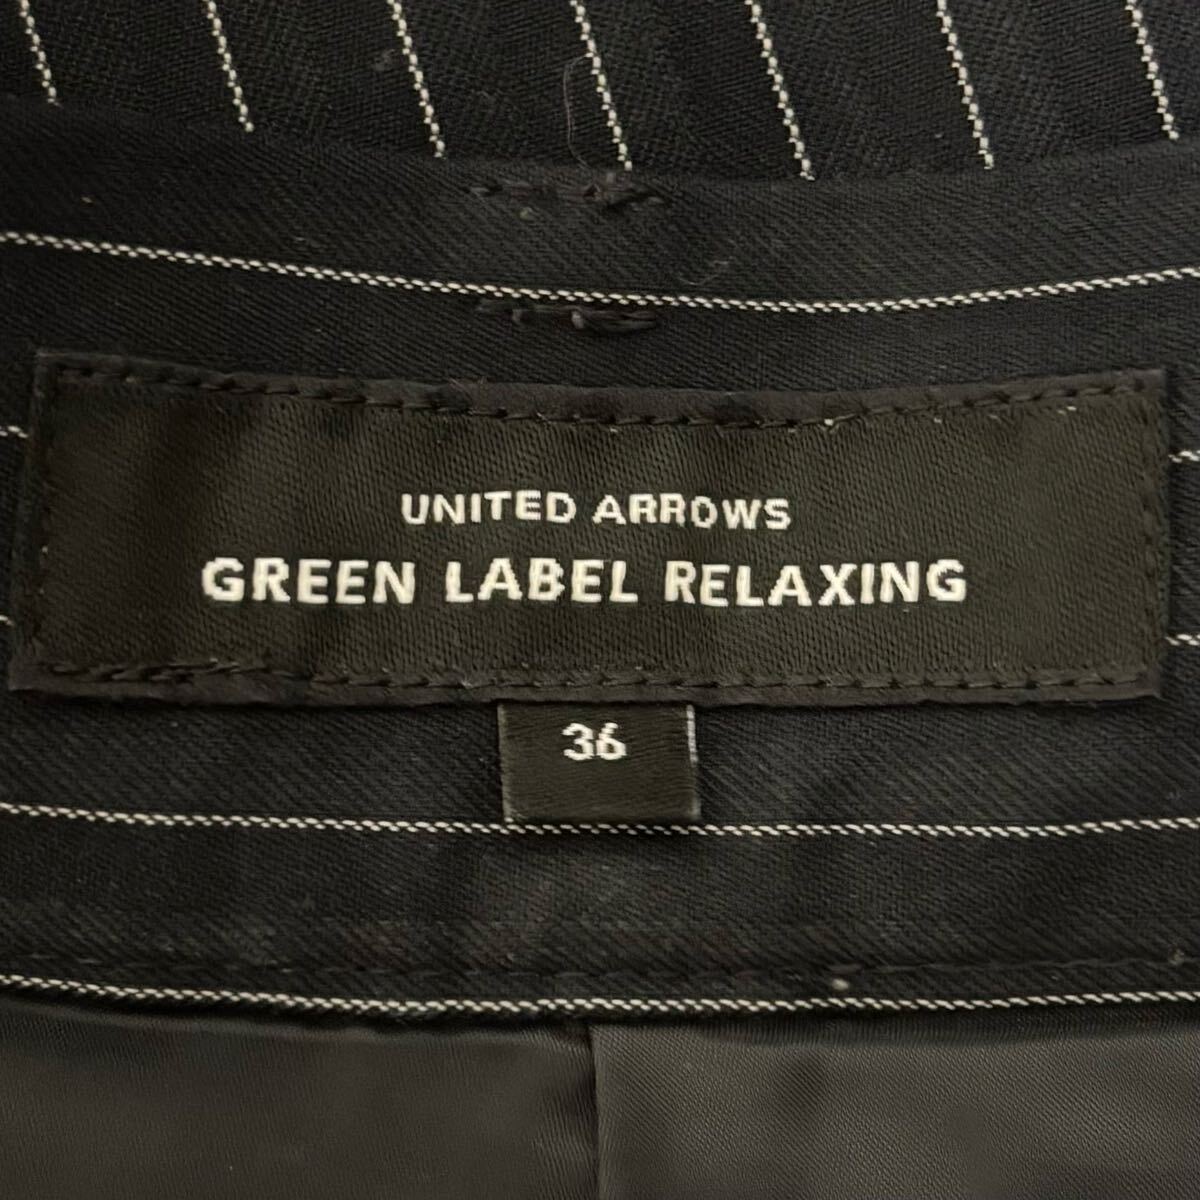 UNITED ARROWS
GREEN LABEL RELAXING
36